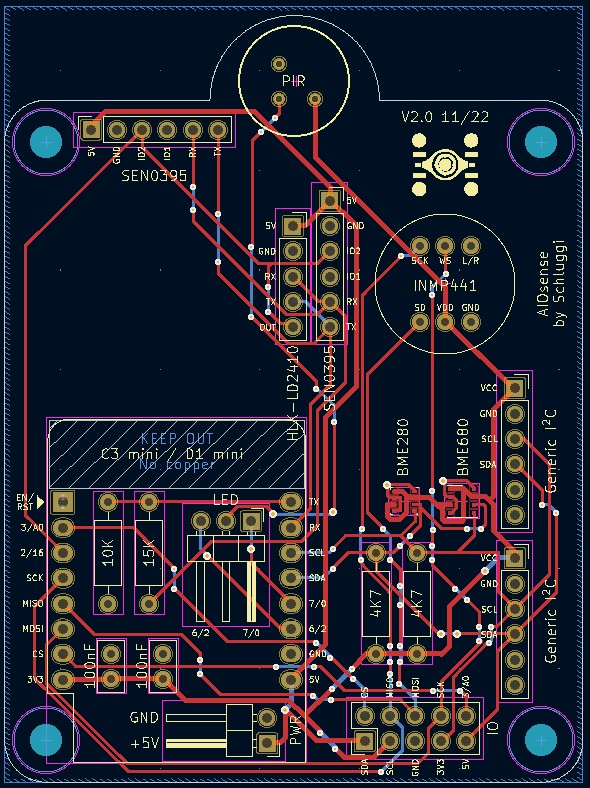 PIR
V2.0 11/22
5V
GND
IO2
IO1
RX
TX
SEN0395
5V
GND
RX
TX
OUT
HLK-LD2410
5V
GND
IO2
IO1
RX
TX
SEN0395
SCK
WS
L/R
INMP441
SD
VDD
GND
AIOsense
by Schluggi
VCC
GND
SCL
SDA
Generic I²C
BME280
BME680
KEEP OUT
C3 mini / D1 mini
No copper
LED
EN/
RST
3/A0
2/16
SCK
MISO
MOSI
CS
3V3
TX
RX
SCL
SDA
7/0
6/2
GND
5V
10K
15K
6/2
7/0
100nF
100nF
4K7
4K7
VCC
GND
SCL
SDA
Generic I²C
GND
+5V
PWR
CS
MISO
MOSI
SCK
3/A0
SDA
SCL
GND
3V3
5V
IO